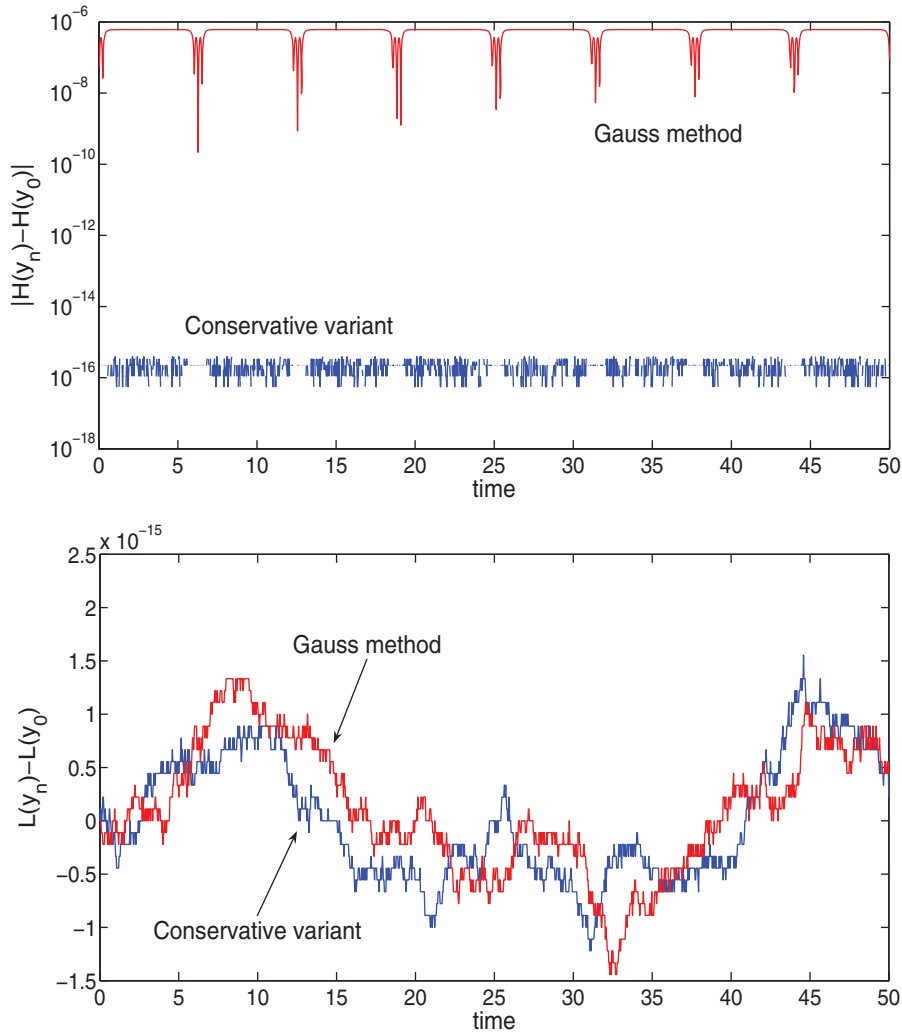 10^−6
10^−8
10^−10
10^−12
10^−14
10^−16
10^−18
|H(y_n)−H(y_0)|
Gauss method
Conservative variant
0 5 10 15 20 25 30 35 40 45 50
time
x 10^−15
2.5
2
1.5
1
0.5
0
−0.5
−1
−1.5
L(y_n)−L(y_0)
Gauss method
Conservative variant
0 5 10 15 20 25 30 35 40 45 50
time